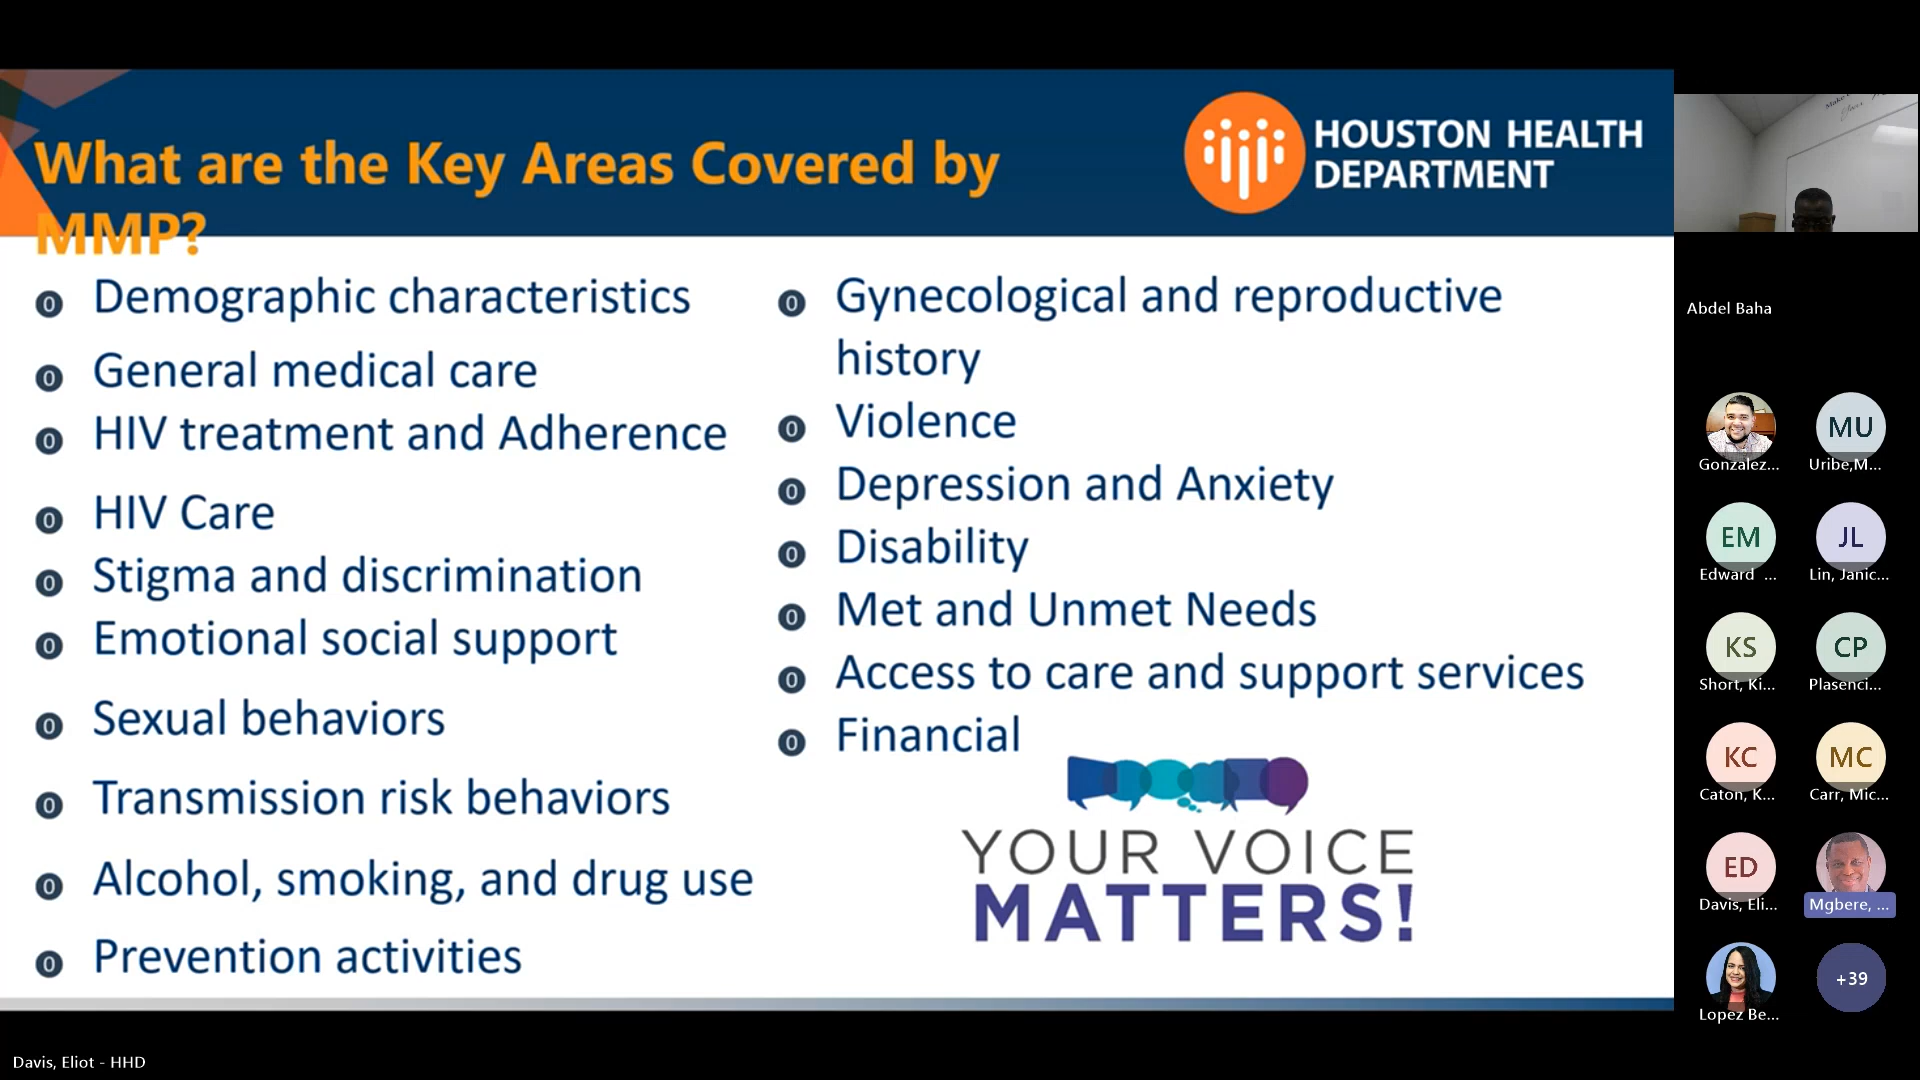 What are the Key Areas Covered by
MMP?
HOUSTON HEALTH
DEPARTMENT
Demographic characteristics
General medical care
HIV treatment and Adherence
HIV Care
Stigma and discrimination
Emotional social support
Sexual behaviors
Transmission risk behaviors
Alcohol, smoking, and drug use
Prevention activities
Gynecological and reproductive
history
Violence
Depression and Anxiety
Disability
Met and Unmet Needs
Access to care and support services
Financial
YOUR VOICE
MATTERS!
Abdel Baha
Gonzalez...
MU
Uribe,M...
EM
Edward ...
JL
Lin, Janic...
KS
Short, Ki...
CP
Plasenci...
KC
Caton, K...
MC
Carr, Mic...
ED
Davis, Eli...
Mgbere, ...
Lopez Be...
+39
Davis, Eliot - HHD